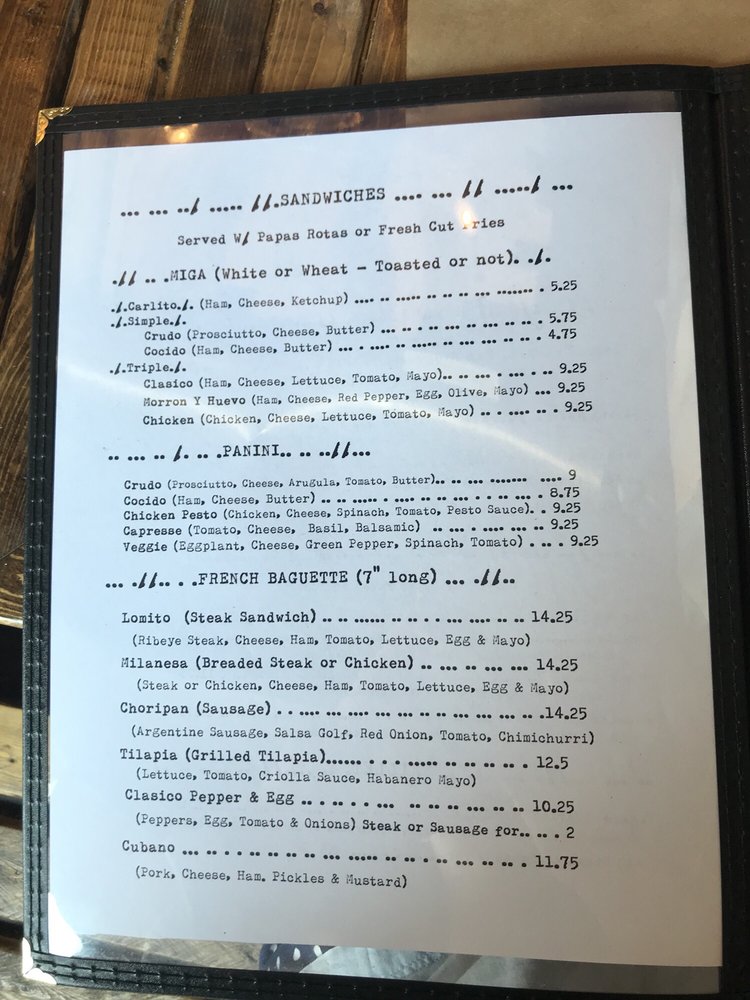 ... ... ../ ..... //.SANDWICHES .... ... // ...../ ...
Served W/ Papas Rotas or Fresh Cut Fries
.// .. .MIGA (White or Wheat - Toasted or not). ./.
./.Carlito./. (Ham, Cheese, Ketchup) .... .. ..... .. .. .. ... ....... . 5.25
./.Simple./.
Crudo (Prosciutto, Cheese, Butter) ... .. .... .. .. ... .. .. . 5.75
Cocido (Ham, Cheese, Butter) ... . .... .. .. .. .. ... .. .. . 4.75
./.Triple./.
Clasico (Ham, Cheese, Lettuce, Tomato, Mayo).. .. ... . ... . .. 9.25
Morron Y Huevo (Ham, Cheese, Red Pepper, Egg, Olive, Mayo) ... 9.25
Chicken (Chicken, Cheese, Lettuce, Tomato, Mayo) .. . .... .. . 9.25
.. ... .. /. .. .. .PANINI.. .. ..//...
Crudo (Prosciutto, Cheese, Arugula, Tomato, Butter).. .. ... ....... .... 9
Cocido (Ham, Cheese, Butter) .. .. ..... . .... .. .. ... .. . .. .. . 8.75
Chicken Pesto (Chicken, Cheese, Spinach, Tomato, Pesto Sauce). . 9.25
Capresse (Tomato, Cheese, Basil, Balsamic) .. ... . .... ... .. 9.25
Veggie (Eggplant, Cheese, Green Pepper, Spinach, Tomato) . .. . 9.25
... .//.. . .FRENCH BAGUETTE (7" long) ... .//..
Lomito (Steak Sandwich) .. .. ..... .. .. . .. ... .... .. .. 14.25
(Ribeye Steak, Cheese, Ham, Tomato, Lettuce, Egg & Mayo)
Milanesa (Breaded Steak or Chicken) .. ... .. ... ... 14.25
(Steak or Chicken, Cheese, Ham, Tomato, Lettuce, Egg & Mayo)
Choripan (Sausage) . . .... ... .... .. .. ... .. ... ... .. .14.25
(Argentine Sausage, Salsa Golf, Red Onion, Tomato, Chimichurri)
Tilapia (Grilled Tilapia)....... . . .. ..... .. .. .. .. . 12.5
(Lettuce, Tomato, Criolla Sauce, Habanero Mayo)
Clasico Pepper & Egg .. . .. . ... .. .. .. ... .. .. 10.25
(Peppers, Egg, Tomato & Onions) Steak or Sausage for.. .. . 2
Cubano ... .. .. . .. .. .. .. ... ..... .. .. . .. ... .. .. . 11.75
(Pork, Cheese, Ham. Pickles & Mustard)